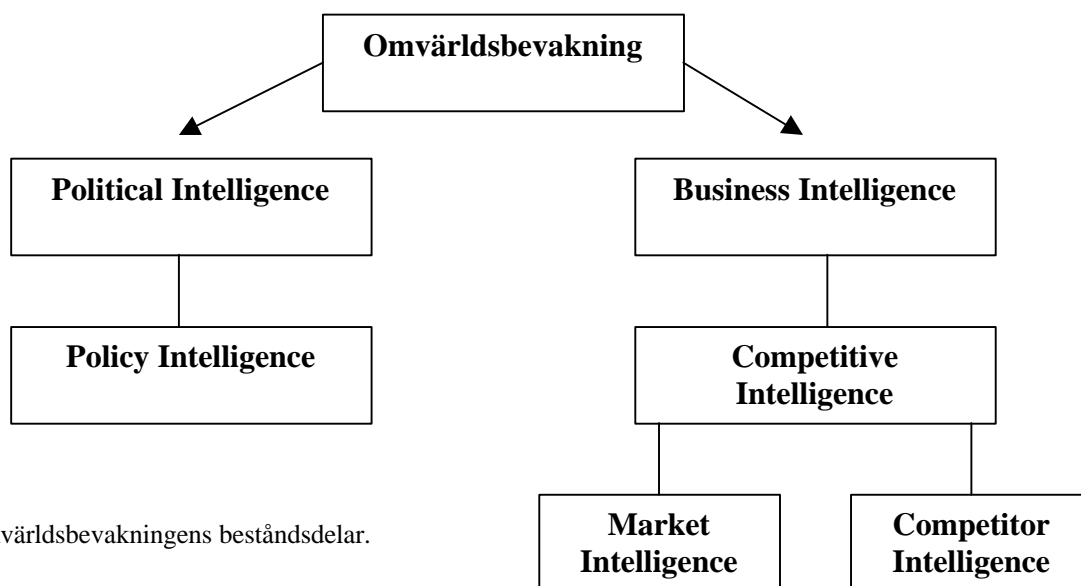 Omvärldsbevakning
Political Intelligence
Business Intelligence
Policy Intelligence
Competitive
Intelligence
världsbevakningens beståndsdelar.
Market
Intelligence
Competitor
Intelligence